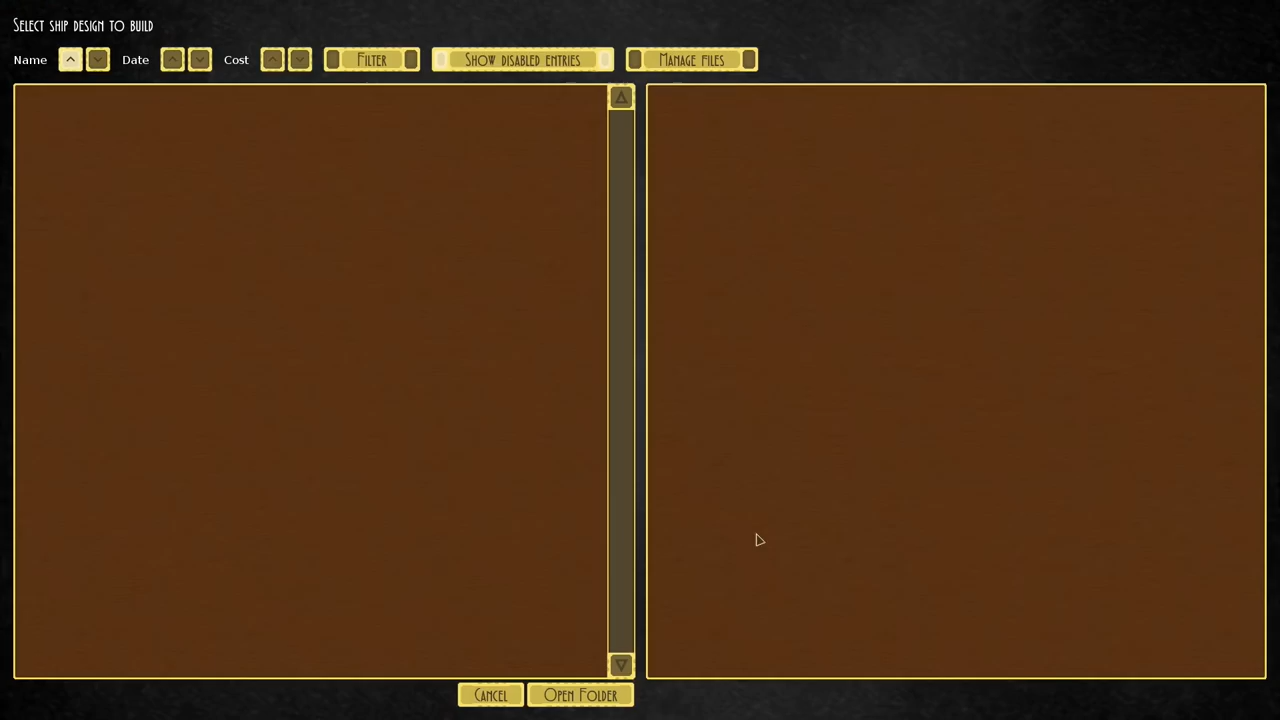 Select ship design to build
Name Date Cost Filter Show disabled entries Manage files
Cancel Open Folder